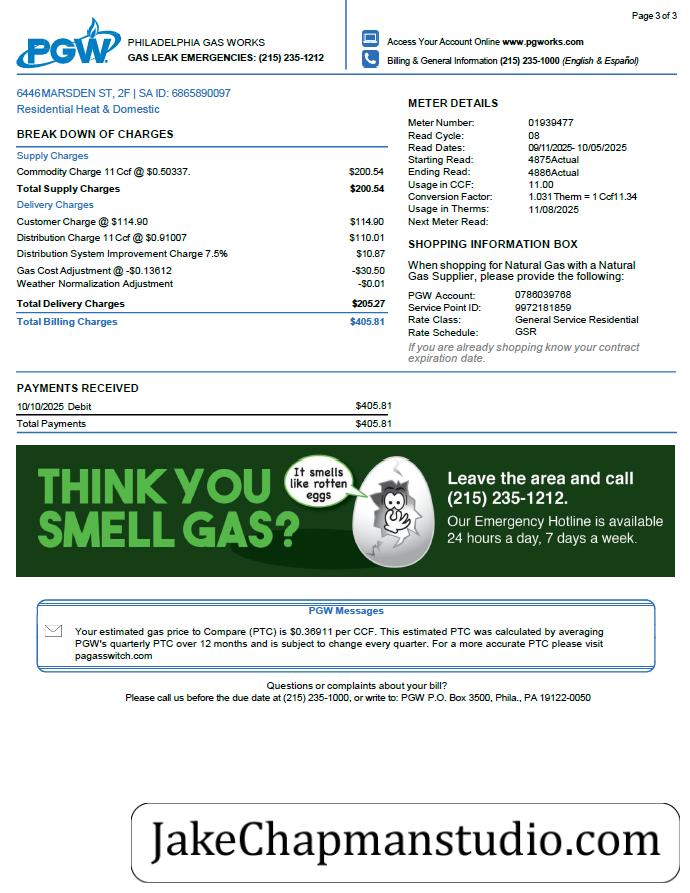 Page 3 of 3
PGW
PHILADELPHIA GAS WORKS
GAS LEAK EMERGENCIES: (215) 235-1212
Access Your Account Online www.pgworks.com
Billing & General Information (215) 235-1000 (English & Español)
6446 MARSDEN ST, 2F | SA ID: 6865890097
Residential Heat & Domestic
BREAK DOWN OF CHARGES
Supply Charges
Commodity Charge 11 Ccf @ $0.50337. $200.54
Total Supply Charges $200.54
Delivery Charges
Customer Charge @ $114.90 $114.90
Distribution Charge 11 Ccf @ $0.91007 $110.01
Distribution System Improvement Charge 7.5% $10.87
Gas Cost Adjustment @ -$0.13612 -$30.50
Weather Normalization Adjustment -$0.01
Total Delivery Charges $205.27
Total Billing Charges $405.81
METER DETAILS
Meter Number: 01939477
Read Cycle: 08
Read Dates: 09/11/2025- 10/05/2025
Starting Read: 4875Actual
Ending Read: 4886Actual
Usage in CCF: 11.00
Conversion Factor: 1.031 Therm = 1 Ccf11.34
Usage in Therms: 11/08/2025
Next Meter Read:
SHOPPING INFORMATION BOX
When shopping for Natural Gas with a Natural
Gas Supplier, please provide the following:
PGW Account: 0786039768
Service Point ID: 9972181859
Rate Class: General Service Residential
Rate Schedule: GSR
If you are already shopping know your contract
expiration date.
PAYMENTS RECEIVED
10/10/2025 Debit $405.81
Total Payments $405.81
THINK YOU
SMELL GAS?
It smells
like rotten
eggs
Leave the area and call
(215) 235-1212.
Our Emergency Hotline is available
24 hours a day, 7 days a week.
PGW Messages
Your estimated gas price to Compare (PTC) is $0.36911 per CCF. This estimated PTC was calculated by averaging
PGW's quarterly PTC over 12 months and is subject to change every quarter. For a more accurate PTC please visit
pagasswitch.com
Questions or complaints about your bill?
Please call us before the due date at (215) 235-1000, or write to: PGW P.O. Box 3500, Phila., PA 19122-0050
JakeChapmanstudio.com